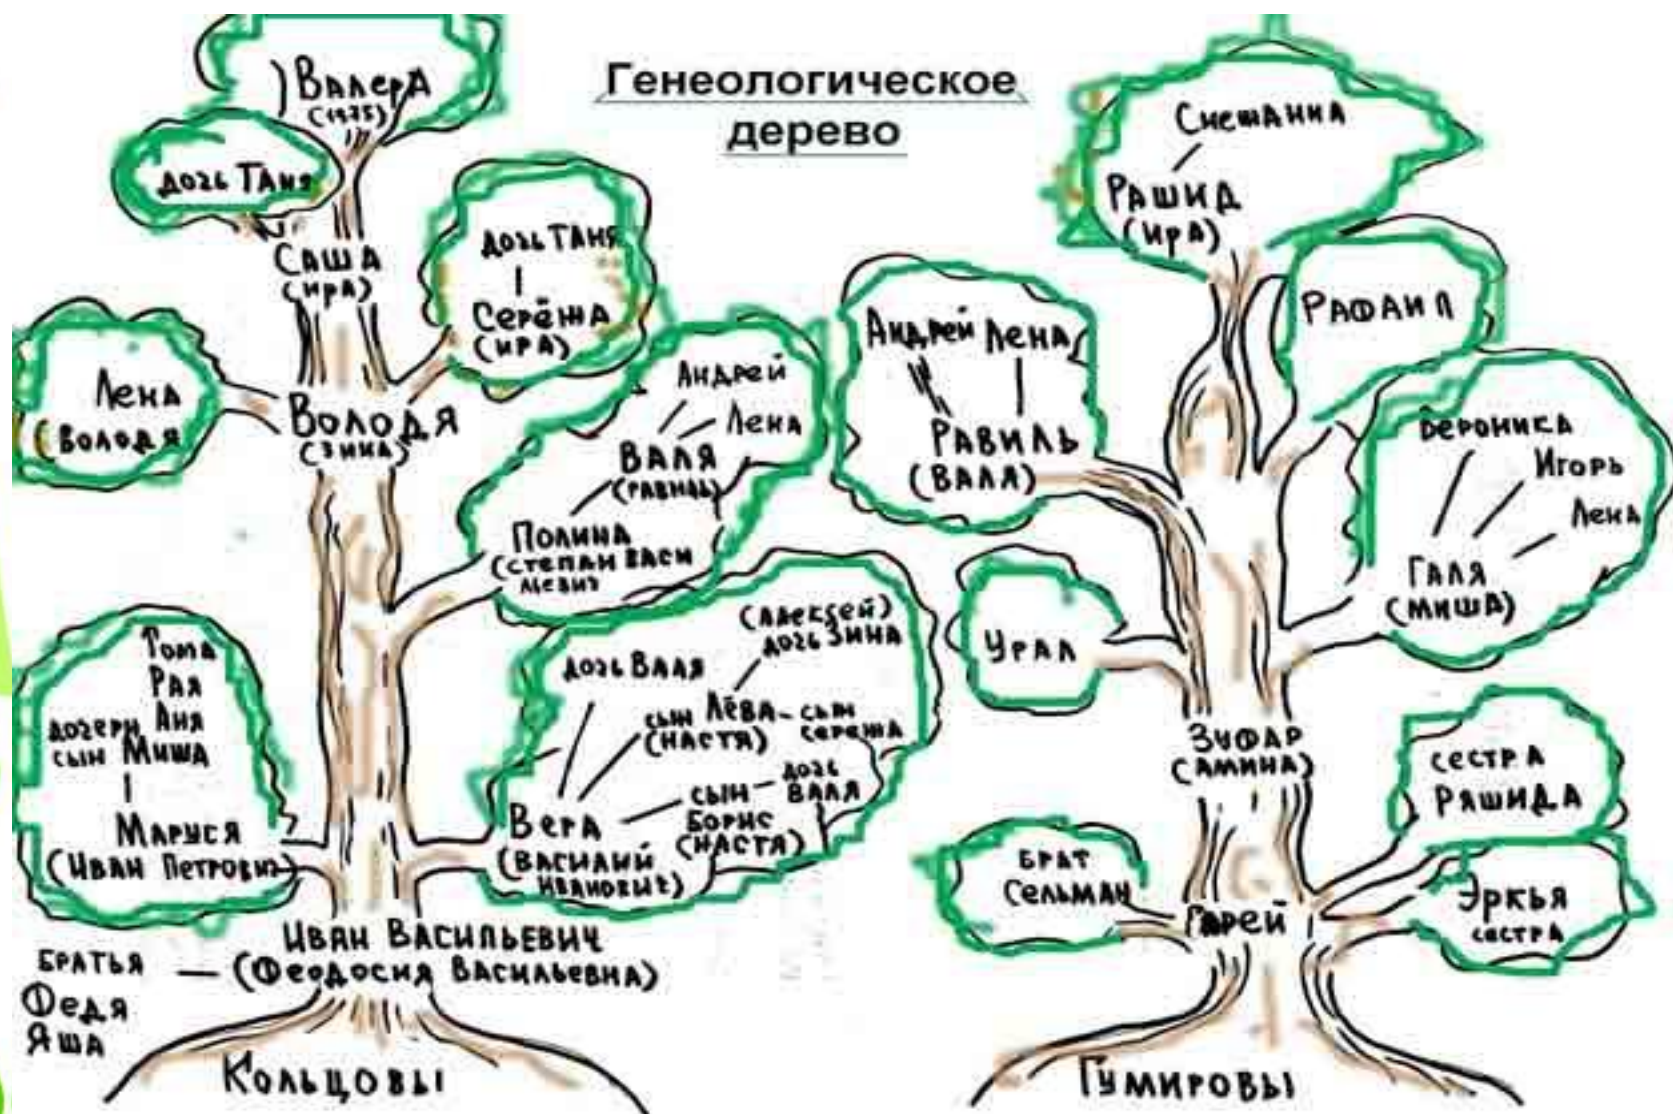 Генеологическое
дерево
Валера
(1975)
дочь Таня
Саша
(Ира)
дочь Таня
Серёжа
(Ира)
Лена
(Володя
Володя
(Зина)
Андрей
Лена
Валя
(Равиль)
Полина
(Степан Васи
льевич
Тома
Рая
дочери Аня
сын Миша
Маруся
(Иван Петрович)
(Алексей)
дочь Зина
дочь Валя
сын Лёва - сын
(Настя) Серёжа
сын - дочь
Борис Валя
(Настя)
Вера
(Василий
Иванович)
Иван Васильевич
(Феодосия Васильевна)
Братья —
Федя
Яша
Кольцовы
Рашид
(Ира)
Рафаил
Андрей Лена
Равиль
(Валя)
Вероника
Игорь
Лена
Галя
(Миша)
Урал
Зуфар
(Амина)
сестра
Ряшида
брат
Сельман
Гарей
Эркья
сестра
Гумировы